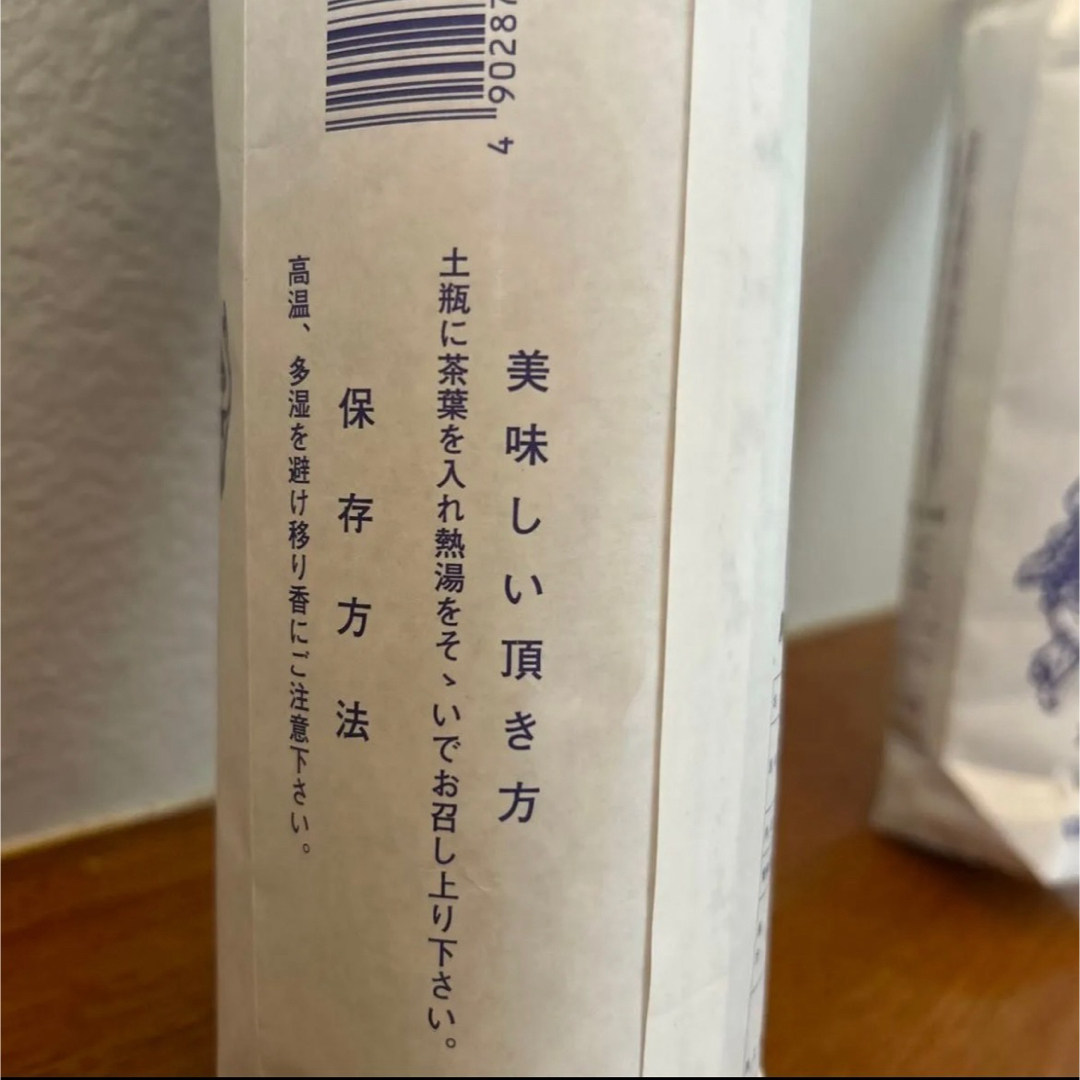 4 90287
美味しい頂き方
土瓶に茶葉を入れ熱湯をそゝいでお召し上り下さい。
保存方法
高温、多湿を避け移り香にご注意下さい。